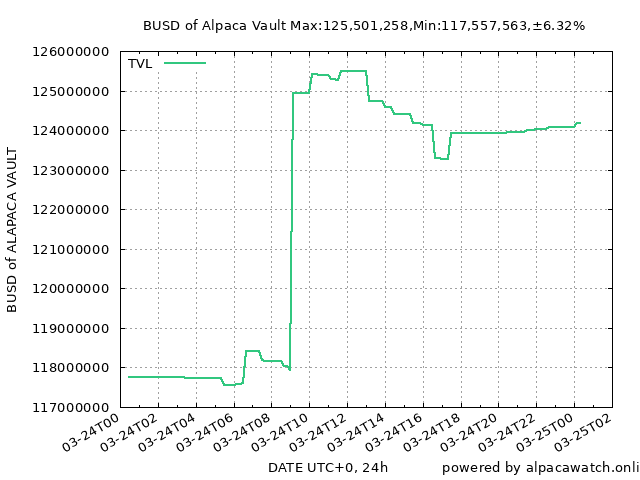 BUSD of Alpaca Vault Max:125,501,258,Min:117,557,563,±6.32%
TVL
126000000
125000000
124000000
123000000
122000000
121000000
120000000
119000000
118000000
117000000
BUSD of ALAPACA VAULT
03-24T00
03-24T02
03-24T04
03-24T06
03-24T08
03-24T10
03-24T12
03-24T14
03-24T16
03-24T18
03-24T20
03-24T22
03-25T00
03-25T02
DATE UTC+0, 24h
powered by alpacawatch.onli